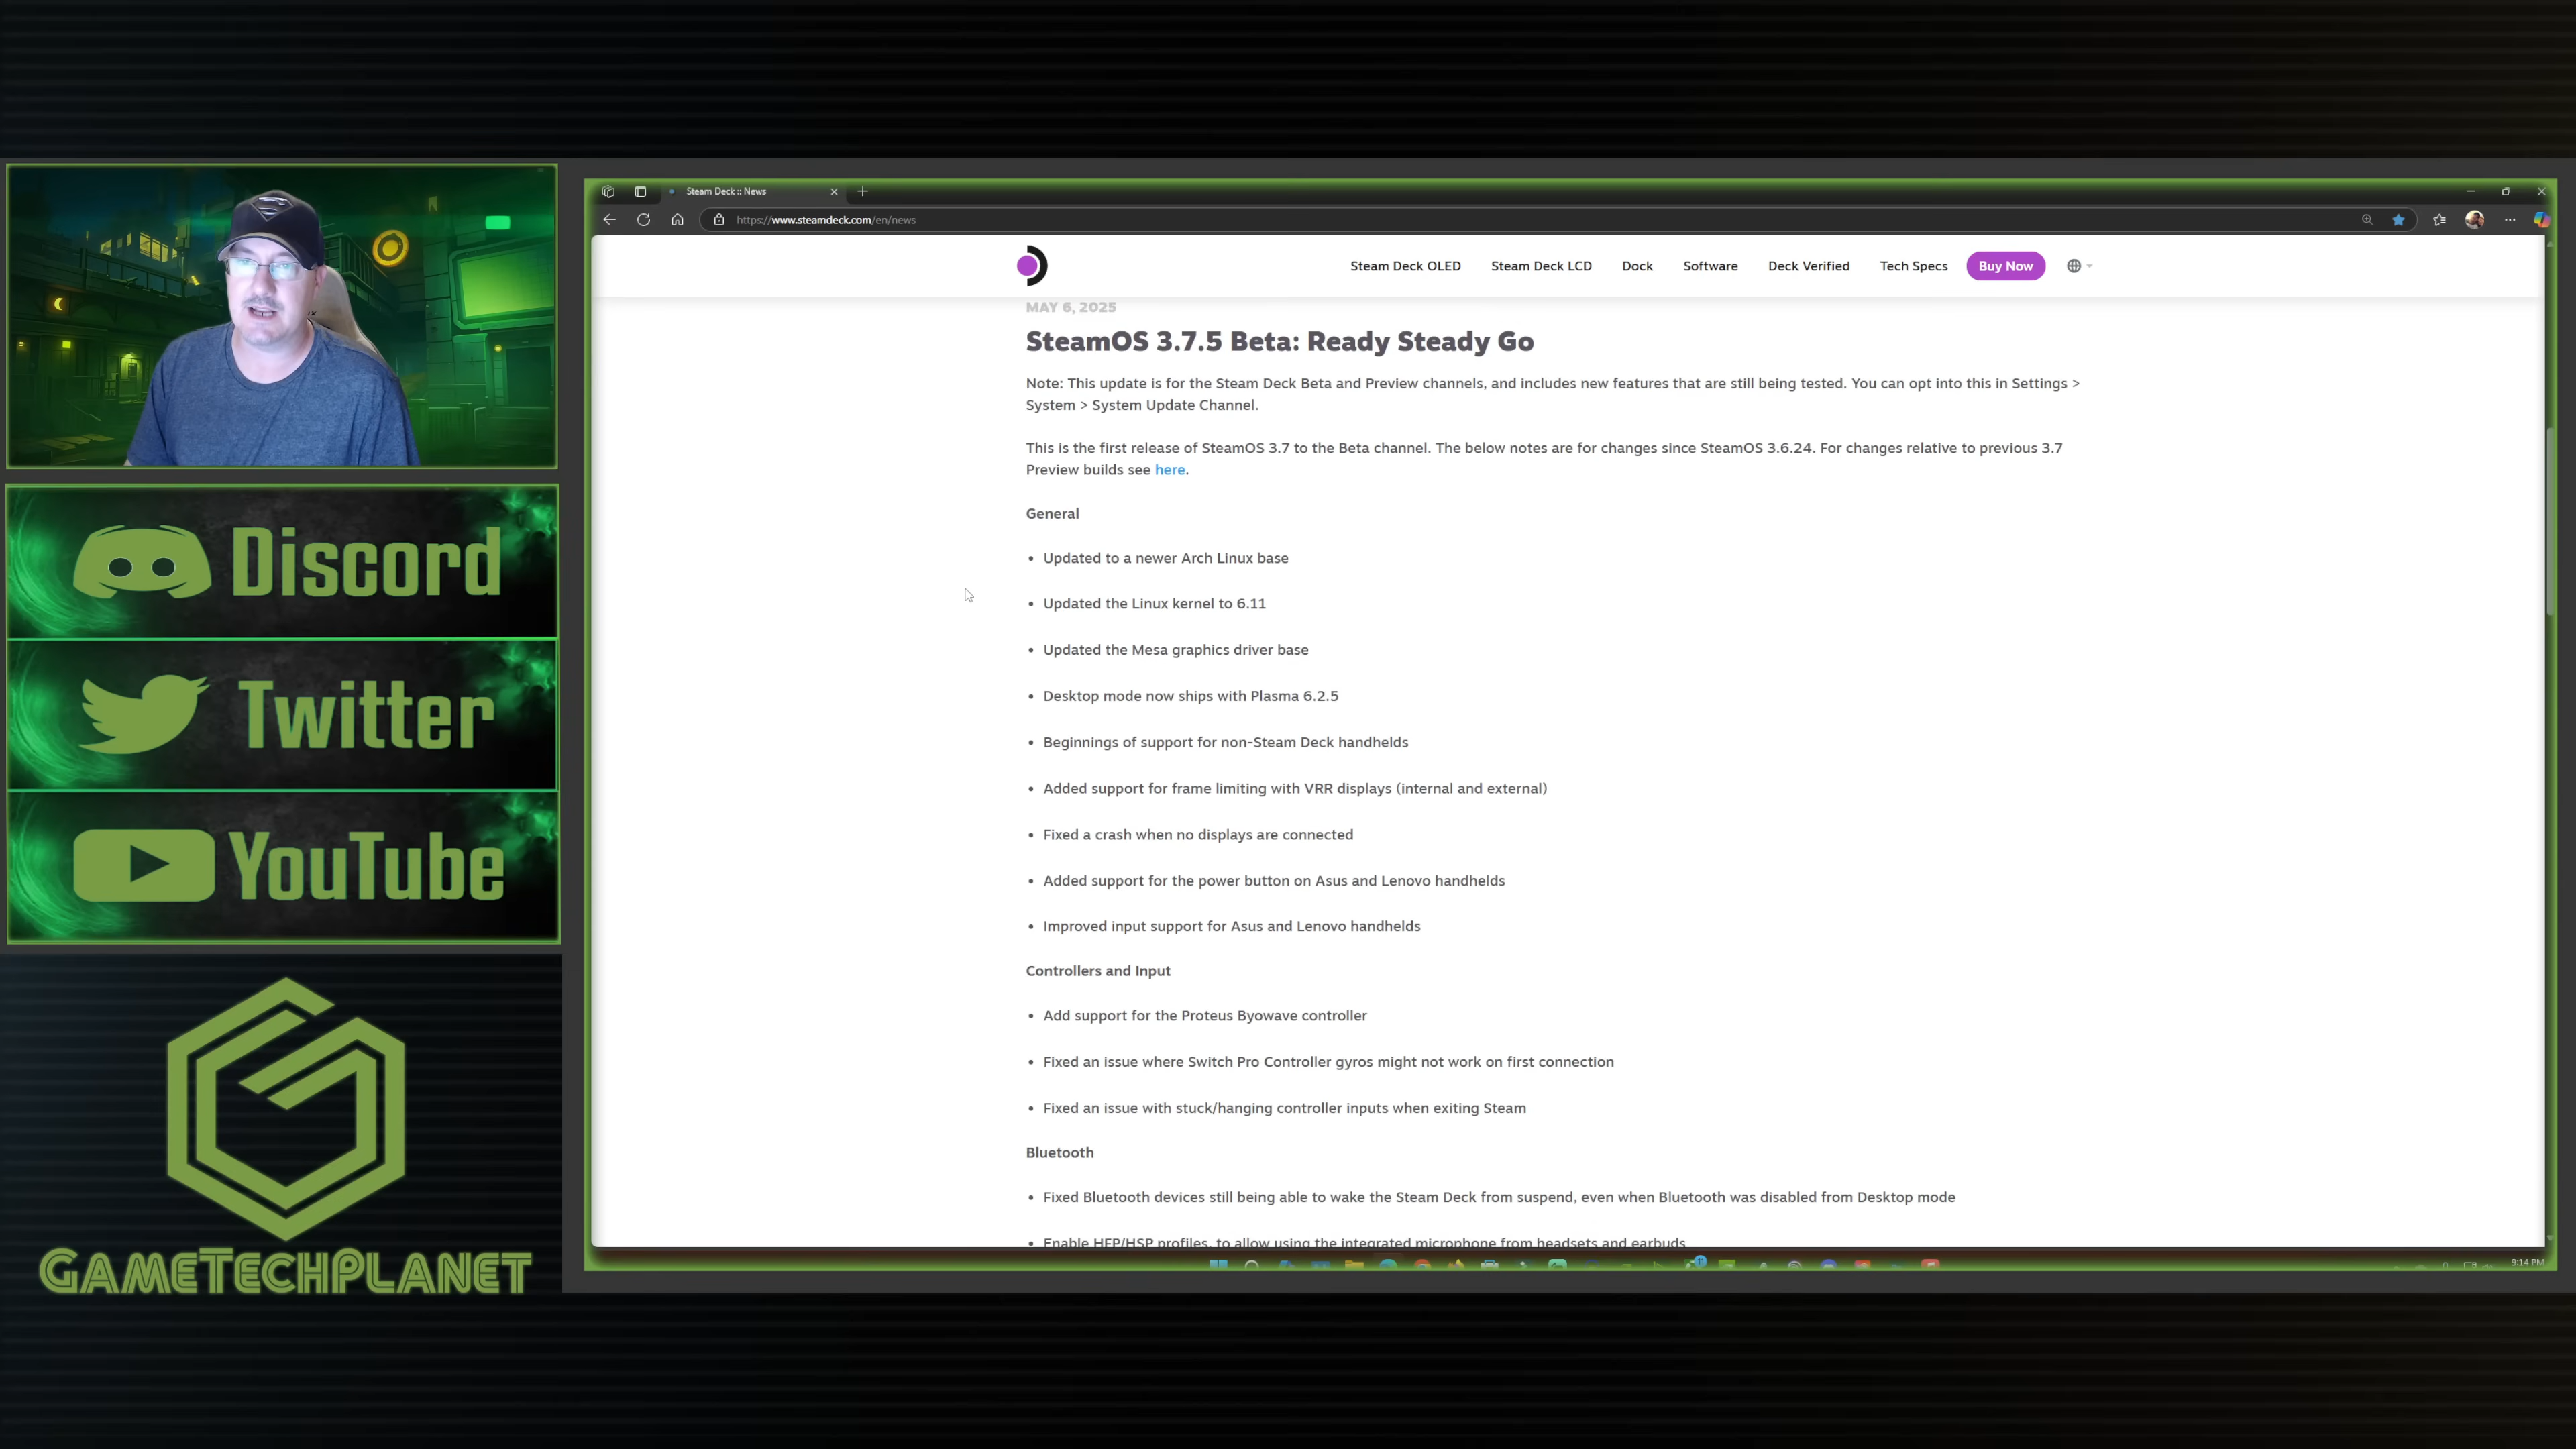 Steam Deck :: News
https://www.steamdeck.com/en/news
Steam Deck OLED
Steam Deck LCD
Dock
Software
Deck Verified
Tech Specs
Buy Now
MAY 6, 2025
SteamOS 3.7.5 Beta: Ready Steady Go
Note: This update is for the Steam Deck Beta and Preview channels, and includes new features that are still being tested. You can opt into this in Settings >
System > System Update Channel.
This is the first release of SteamOS 3.7 to the Beta channel. The below notes are for changes since SteamOS 3.6.24. For changes relative to previous 3.7
Preview builds see here.
General
• Updated to a newer Arch Linux base
• Updated the Linux kernel to 6.11
• Updated the Mesa graphics driver base
• Desktop mode now ships with Plasma 6.2.5
• Beginnings of support for non-Steam Deck handhelds
• Added support for frame limiting with VRR displays (internal and external)
• Fixed a crash when no displays are connected
• Added support for the power button on Asus and Lenovo handhelds
• Improved input support for Asus and Lenovo handhelds
Controllers and Input
• Add support for the Proteus Byowave controller
• Fixed an issue where Switch Pro Controller gyros might not work on first connection
• Fixed an issue with stuck/hanging controller inputs when exiting Steam
Bluetooth
• Fixed Bluetooth devices still being able to wake the Steam Deck from suspend, even when Bluetooth was disabled from Desktop mode
• Enable HFP/HSP profiles, to allow using the integrated microphone from headsets and earbuds
9:14 PM
Discord
Twitter
YouTube
GAMETECHPLANET